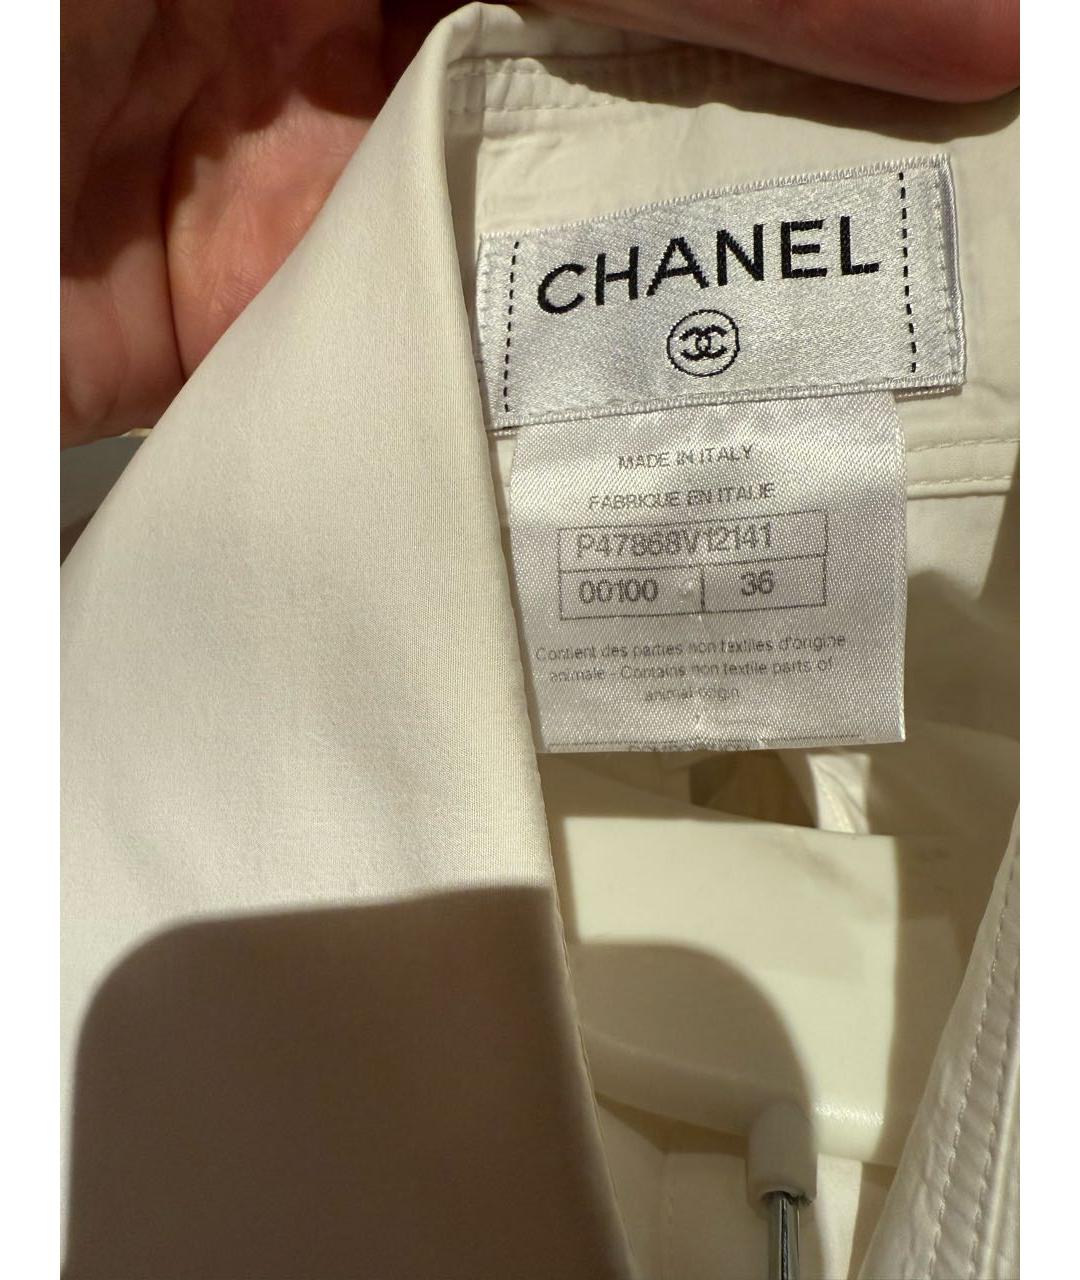 CHANEL
MADE IN ITALY
FABRIQUE EN ITALIE
P47868V12141
00100 36
Contient des parties non textiles d'origine
animale - Contains non textile parts of
animal origin